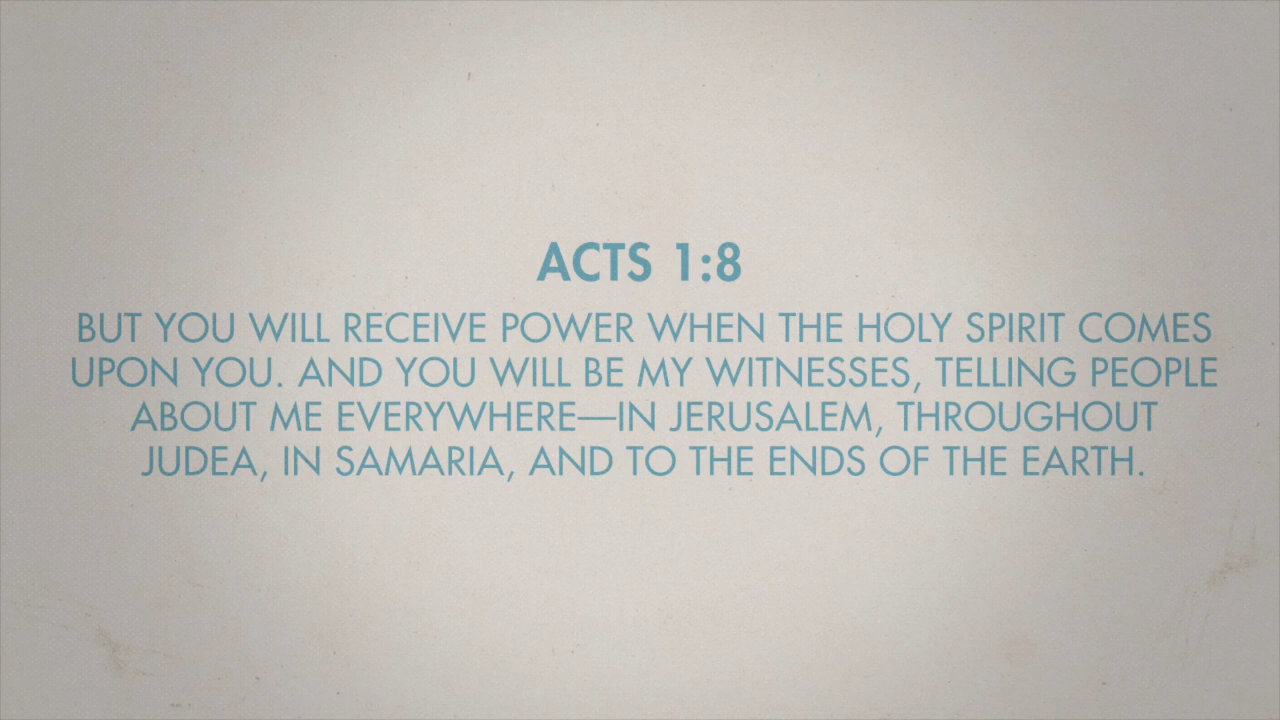 ACTS 1:8
BUT YOU WILL RECEIVE POWER WHEN THE HOLY SPIRIT COMES
UPON YOU. AND YOU WILL BE MY WITNESSES, TELLING PEOPLE
ABOUT ME EVERYWHERE—IN JERUSALEM, THROUGHOUT
JUDEA, IN SAMARIA, AND TO THE ENDS OF THE EARTH.